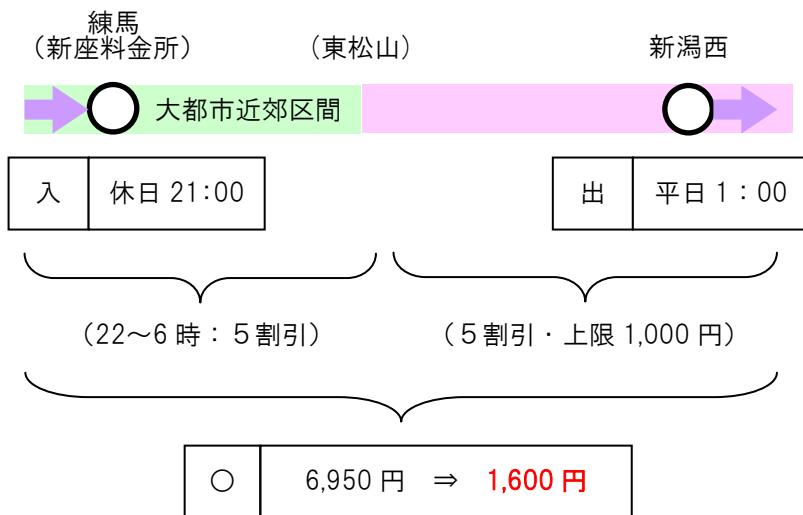 練馬
（新座料金所）
（東松山）
新潟西
大都市近郊区間
入 休日 21:00
出 平日 1：00
（22～6 時：５割引）
（５割引・上限 1,000 円）
○ 6,950 円 ⇒ 1,600 円